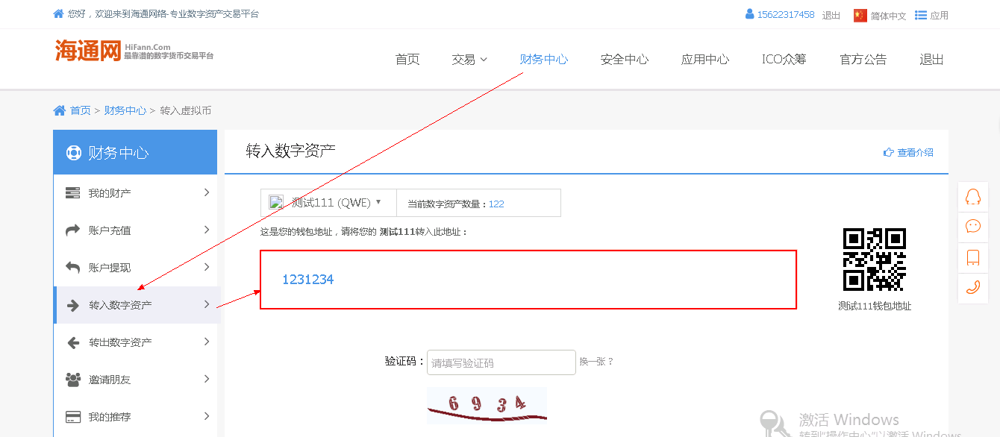 您好，欢迎来到海通网络-专业数字资产交易平台
15622317458 退出 简体中文 应用
海通网 HiFann.Com
最靠谱的数字货币交易平台
首页 交易 财务中心 安全中心 应用中心 ICO众筹 官方公告 退出
首页 > 财务中心 > 转入虚拟币
财务中心
我的财产
账户充值
账户提现
转入数字资产
转出数字资产
邀请朋友
我的推荐
转入数字资产
查看介绍
测试111 (QWE) ▼ 当前数字资产数量：122
这是您的钱包地址，请将您的 测试111转入此地址：
1231234
测试111钱包地址
验证码： 请填写验证码 换一张？
6934
激活 Windows
转到"操作中心"以激活 Windows